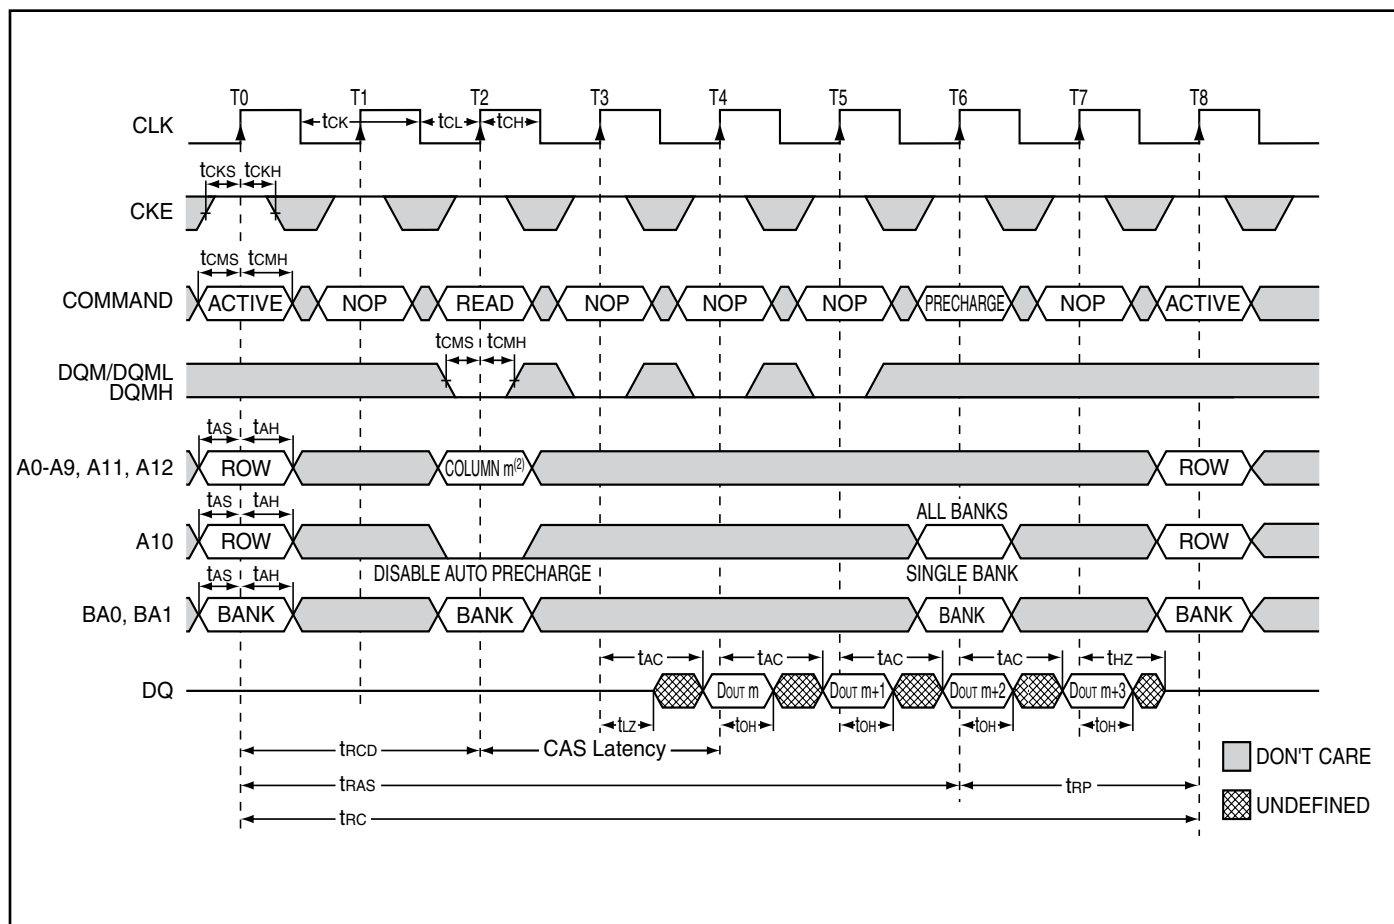 T0 T1 T2 T3 T4 T5 T6 T7 T8
CLK tCK tCL tCH
tCKS tCKH
CKE
tCMS tCMH
COMMAND ACTIVE NOP READ NOP NOP NOP PRECHARGE NOP ACTIVE
tCMS tCMH
DQM/DQML
DQMH
tAS tAH
A0-A9, A11, A12 ROW COLUMN m(2) ROW
tAS tAH ALL BANKS
A10 ROW ROW
DISABLE AUTO PRECHARGE SINGLE BANK
tAS tAH
BA0, BA1 BANK BANK BANK BANK
tAC tAC tAC tAC tHZ
DQ DOUT m DOUT m+1 DOUT m+2 DOUT m+3
tLZ tOH tOH tOH tOH
tRCD CAS Latency
DON'T CARE
tRAS tRP
UNDEFINED
tRC